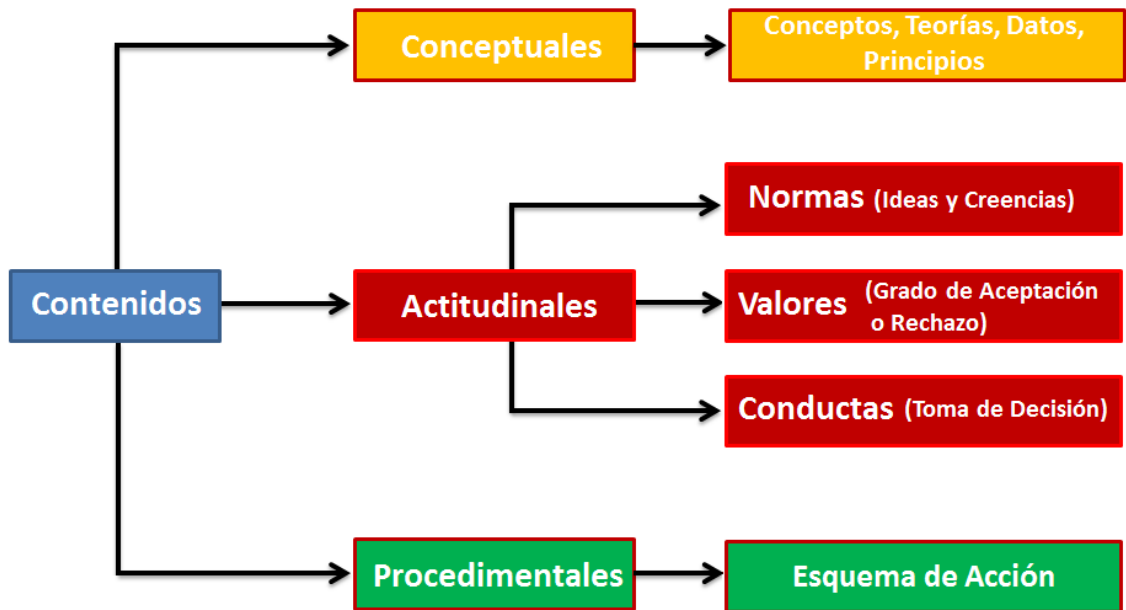 Conceptuales
Conceptos, Teorías, Datos,
Principios
Normas (Ideas y Creencias)
Contenidos
Actitudinales
Valores (Grado de Aceptación
o Rechazo)
Conductas (Toma de Decisión)
Procedimentales
Esquema de Acción